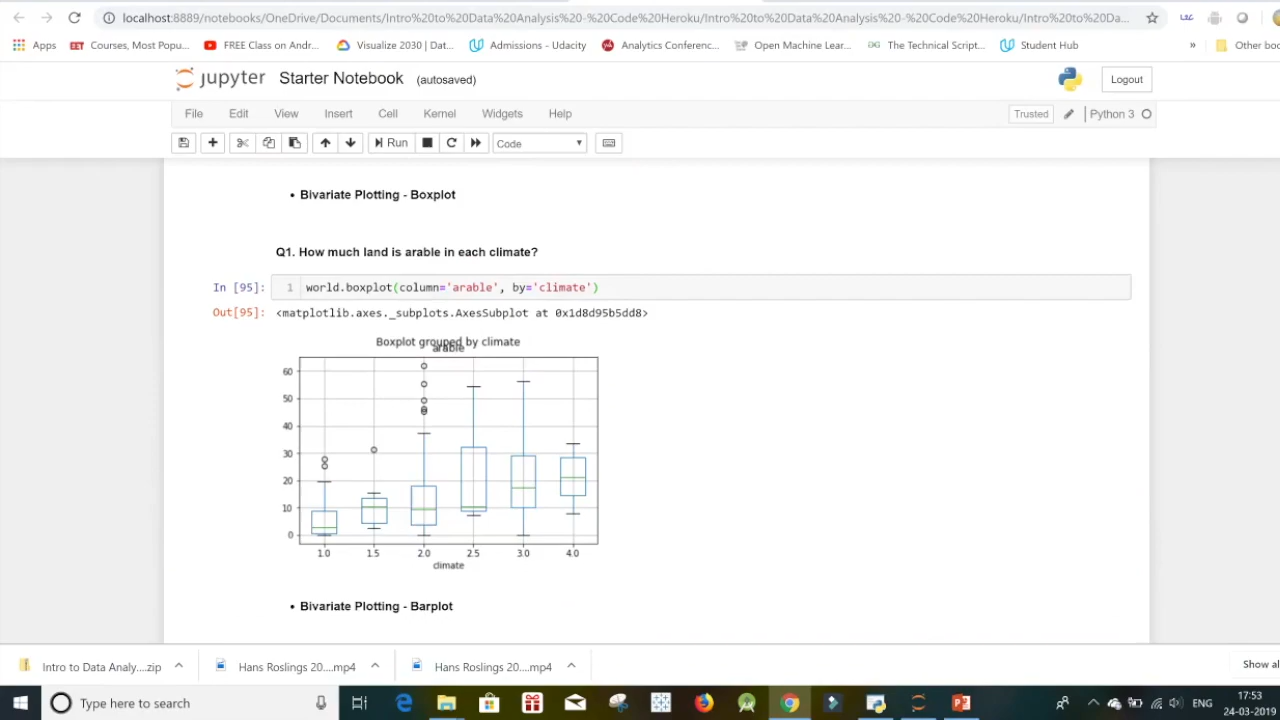 localhost:8889/notebooks/OneDrive/Documents/Intro%20to%20Data%20Analysis%20-%20Code%20Heroku/Intro%20to%20Data%20Analysis%20-%20Code%20Heroku/Intro%20to%20Da...
Apps Courses, Most Popu... FREE Class on Andr... Visualize 2030 | Dat... Admissions - Udacity Analytics Conferenc... Open Machine Lear... The Technical Script... Student Hub » Other boo
jupyter Starter Notebook (autosaved) Logout
File Edit View Insert Cell Kernel Widgets Help Trusted Python 3
Run Code
• Bivariate Plotting - Boxplot
Q1. How much land is arable in each climate?
In [95]: 1 world.boxplot(column='arable', by='climate')
Out[95]: <matplotlib.axes._subplots.AxesSubplot at 0x1d8d95b5dd8>
Boxplot grouped by climate
arable
60
50
40
30
20
10
0
1.0 1.5 2.0 2.5 3.0 4.0
climate
• Bivariate Plotting - Barplot
Intro to Data Analy....zip Hans Roslings 20....mp4 Hans Roslings 20....mp4 Show al
Type here to search ENG 17:53
24-03-2019